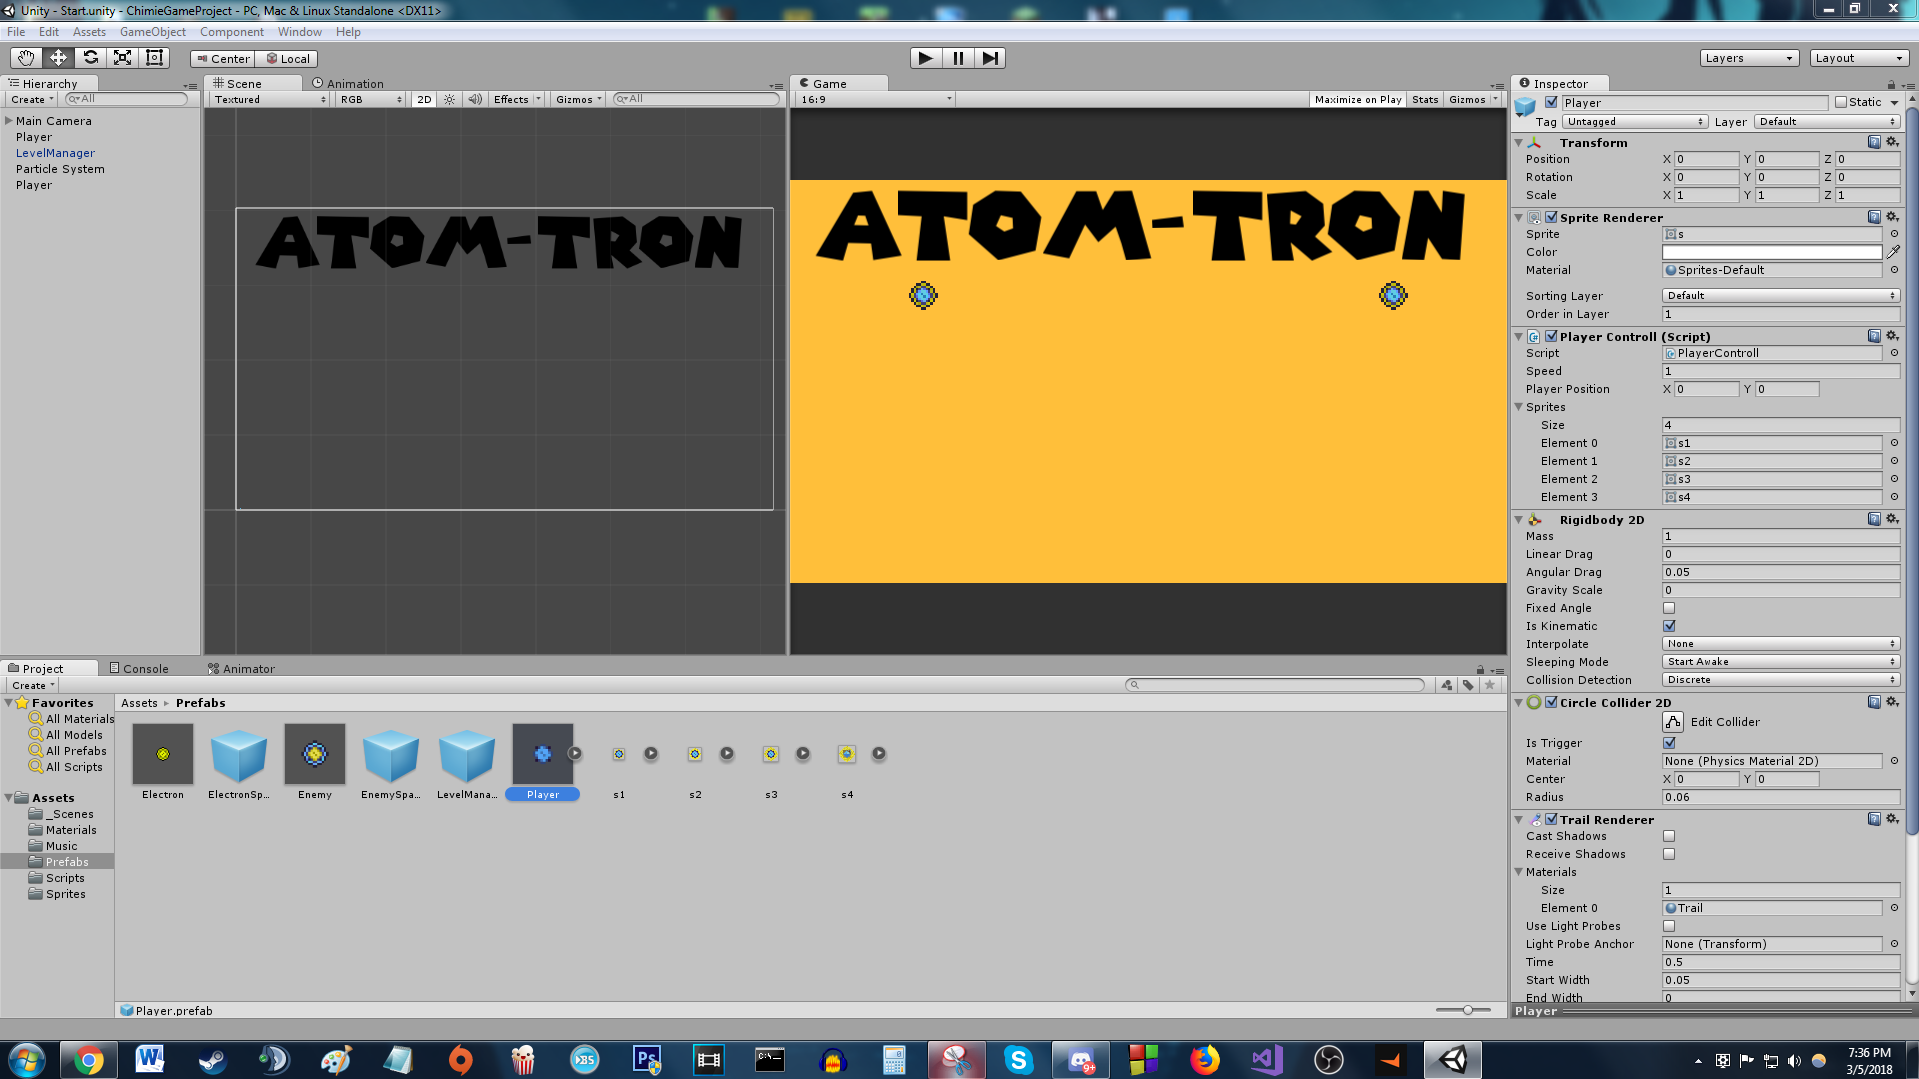 Unity - Start.unity - ChimieGameProject - PC, Mac & Linux Standalone <DX11>
File Edit Assets GameObject Component Window Help
Center Local
Layers Layout
Hierarchy
Create All
Main Camera
Player
LevelManager
Particle System
Player
Scene Animation
Textured RGB 2D Effects Gizmos All
ATOM-TRON
Game
16:9 Maximize on Play Stats Gizmos
ATOM-TRON
Inspector
Player Static
Tag Untagged Layer Default
Transform
Position X 0 Y 0 Z 0
Rotation X 0 Y 0 Z 0
Scale X 1 Y 1 Z 1
Sprite Renderer
Sprite s
Color
Material Sprites-Default
Sorting Layer Default
Order in Layer 1
Player Controll (Script)
Script PlayerControll
Speed 1
Player Position X 0 Y 0
Sprites
Size 4
Element 0 s1
Element 1 s2
Element 2 s3
Element 3 s4
Rigidbody 2D
Mass 1
Linear Drag 0
Angular Drag 0.05
Gravity Scale 0
Fixed Angle
Is Kinematic
Interpolate None
Sleeping Mode Start Awake
Collision Detection Discrete
Circle Collider 2D
Edit Collider
Is Trigger
Material None (Physics Material 2D)
Center X 0 Y 0
Radius 0.06
Trail Renderer
Cast Shadows
Receive Shadows
Materials
Size 1
Element 0 Trail
Use Light Probes
Light Probe Anchor None (Transform)
Time 0.5
Start Width 0.05
End Width 0
Player
Project Console Animator
Create
Favorites
All Materials
All Models
All Prefabs
All Scripts
Assets
_Scenes
Materials
Music
Prefabs
Scripts
Sprites
Assets Prefabs
Electron ElectronSp... Enemy EnemySpa... LevelMana... Player s1 s2 s3 s4
Player.prefab
BS
Ps
9+
7:36 PM
3/5/2018